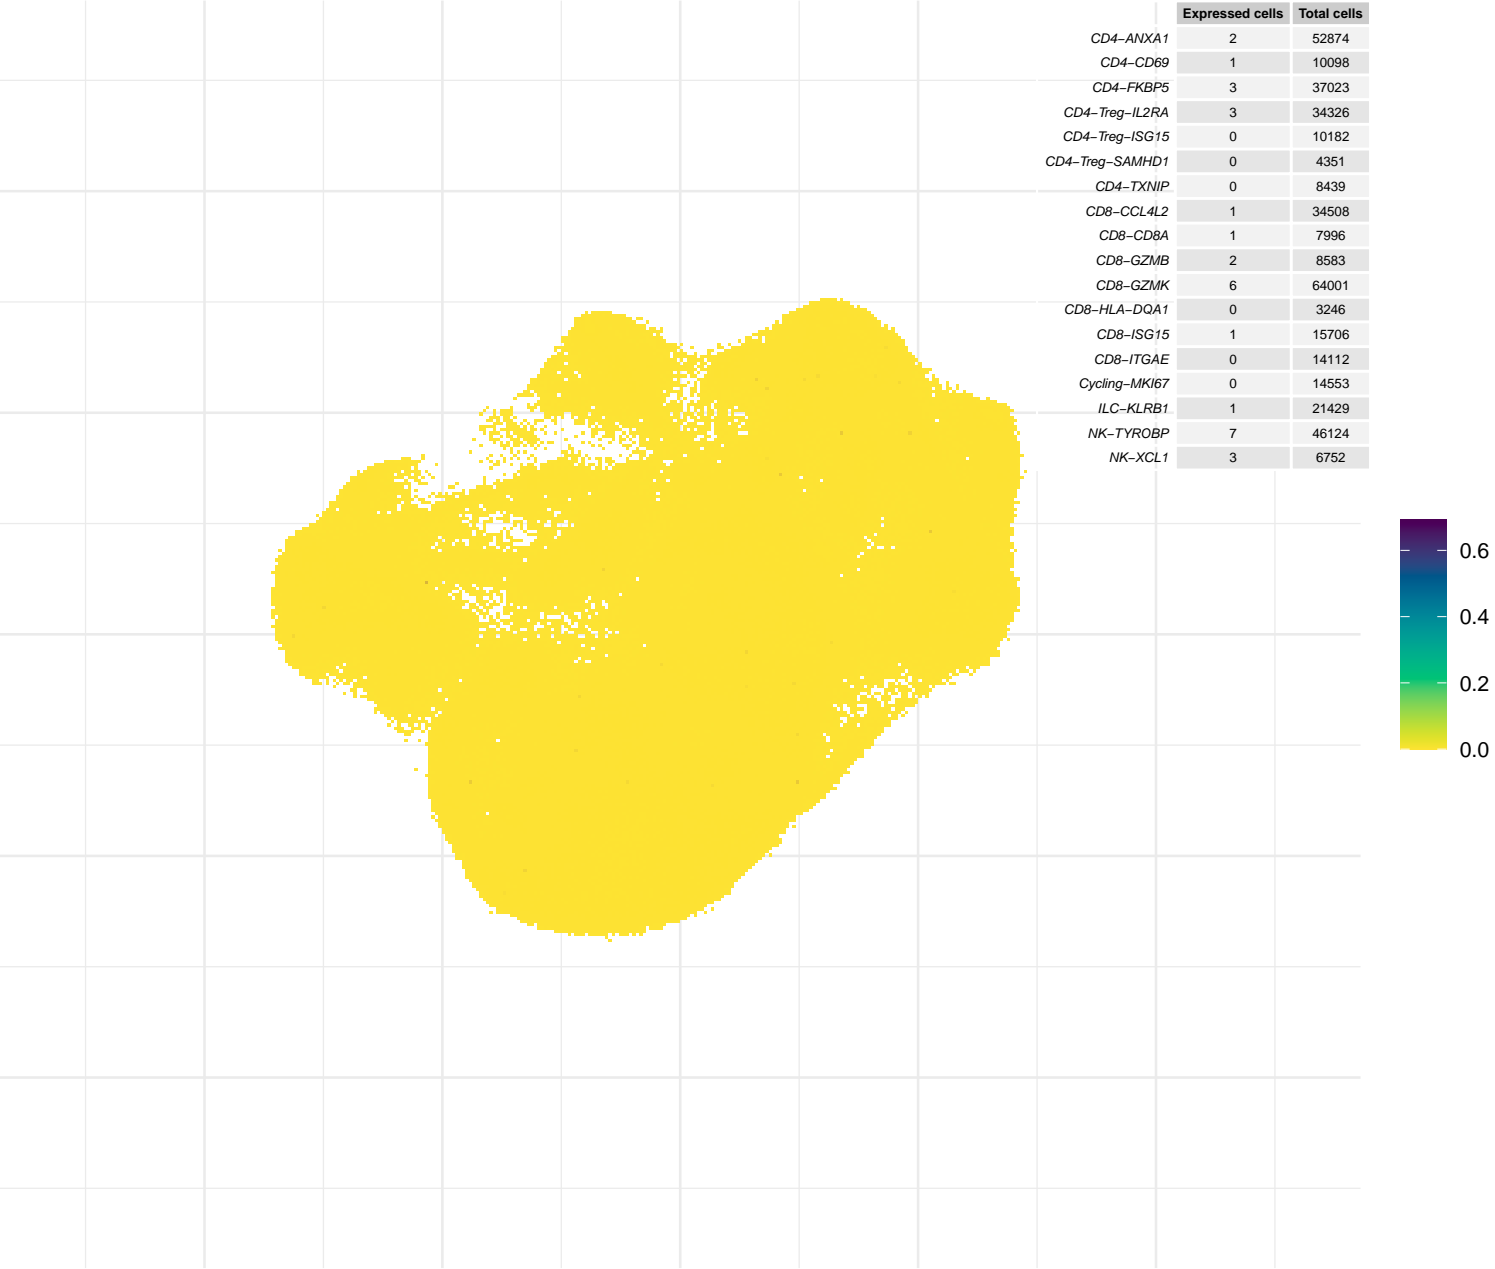 Expressed cells Total cells
CD4−ANXA1 2 52874
CD4−CD69 1 10098
CD4−FKBP5 3 37023
CD4−Treg−IL2RA 3 34326
CD4−Treg−ISG15 0 10182
CD4−Treg−SAMHD1 0 4351
CD4−TXNIP 0 8439
CD8−CCL4L2 1 34508
CD8−CD8A 1 7996
CD8−GZMB 2 8583
CD8−GZMK 6 64001
CD8−HLA−DQA1 0 3246
CD8−ISG15 1 15706
CD8−ITGAE 0 14112
Cycling−MKI67 0 14553
ILC−KLRB1 1 21429
NK−TYROBP 7 46124
NK−XCL1 3 6752
0.6
0.4
0.2
0.0